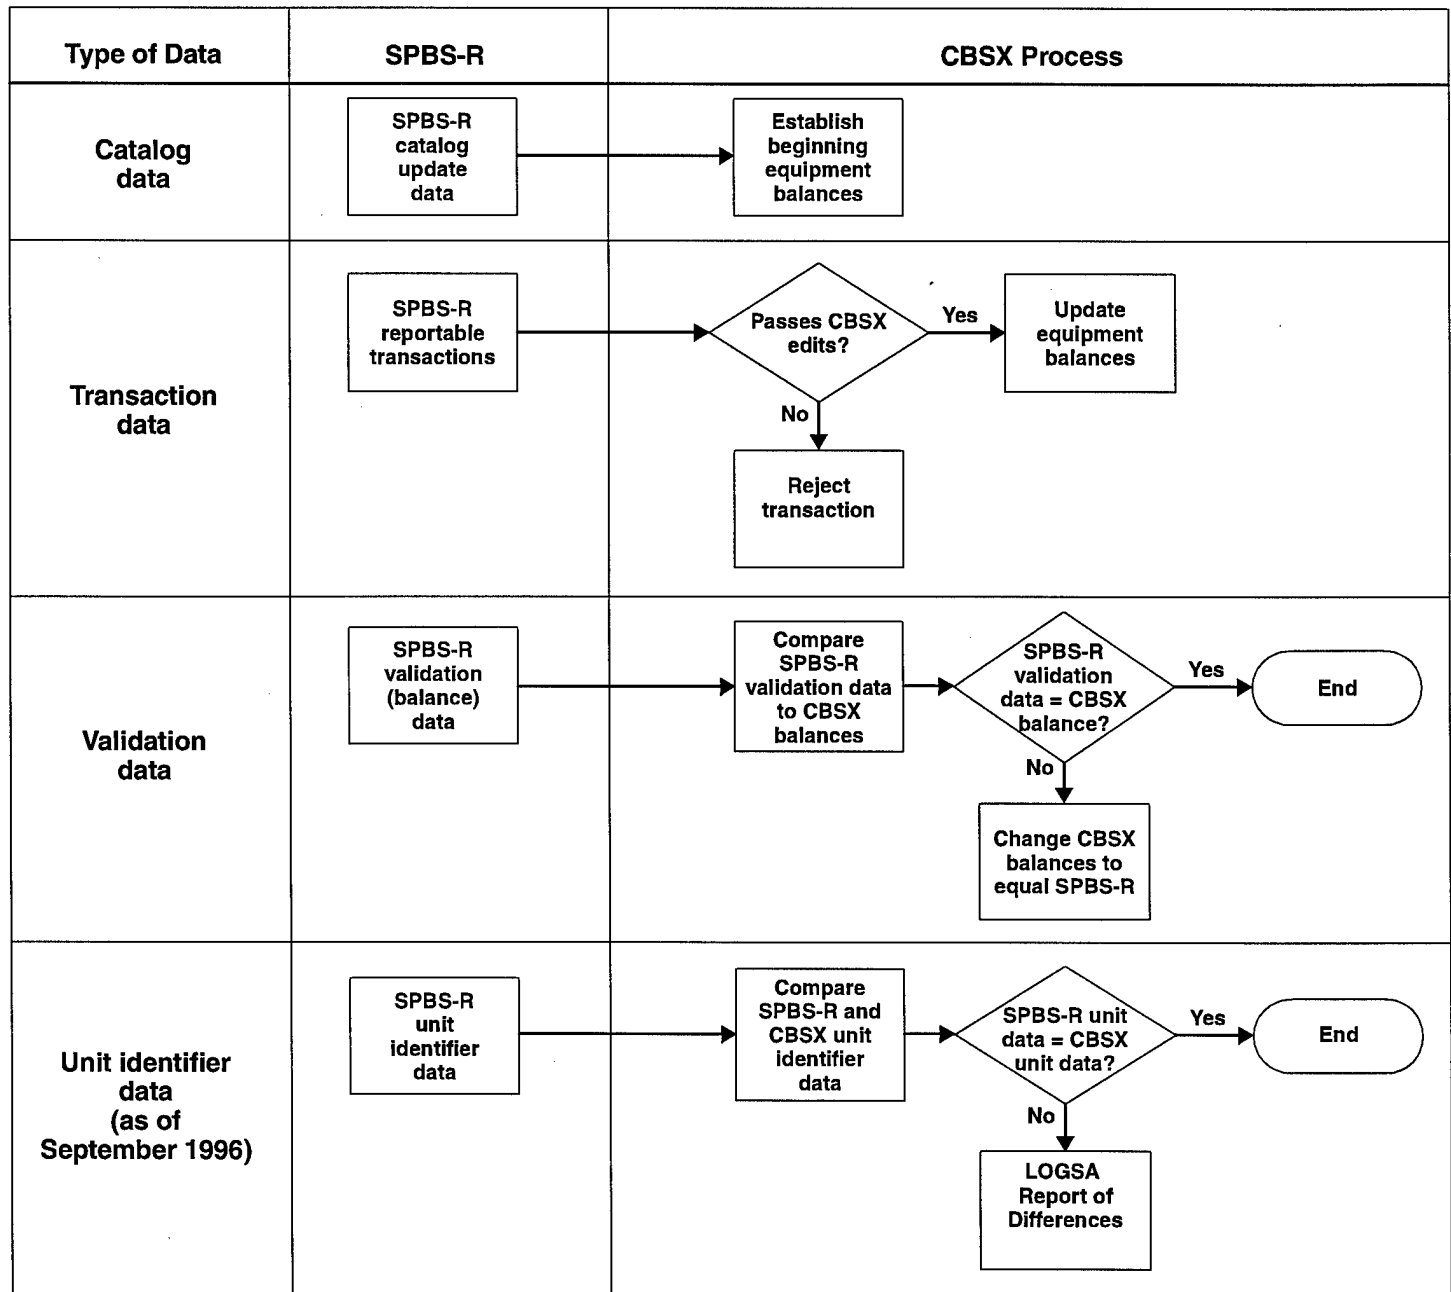 Type of Data
SPBS-R
CBSX Process
Catalog
data
SPBS-R
catalog
update
data
Establish
beginning
equipment
balances
Transaction
data
SPBS-R
reportable
transactions
Passes CBSX
edits?
Yes
Update
equipment
balances
No
Reject
transaction
Validation
data
SPBS-R
validation
(balance)
data
Compare
SPBS-R
validation data
to CBSX
balances
SPBS-R
validation
data = CBSX
balance?
Yes
End
No
Change CBSX
balances to
equal SPBS-R
Unit identifier
data
(as of
September 1996)
SPBS-R
unit
identifier
data
Compare
SPBS-R and
CBSX unit
identifier
data
SPBS-R unit
data = CBSX
unit data?
Yes
End
No
LOGSA
Report of
Differences